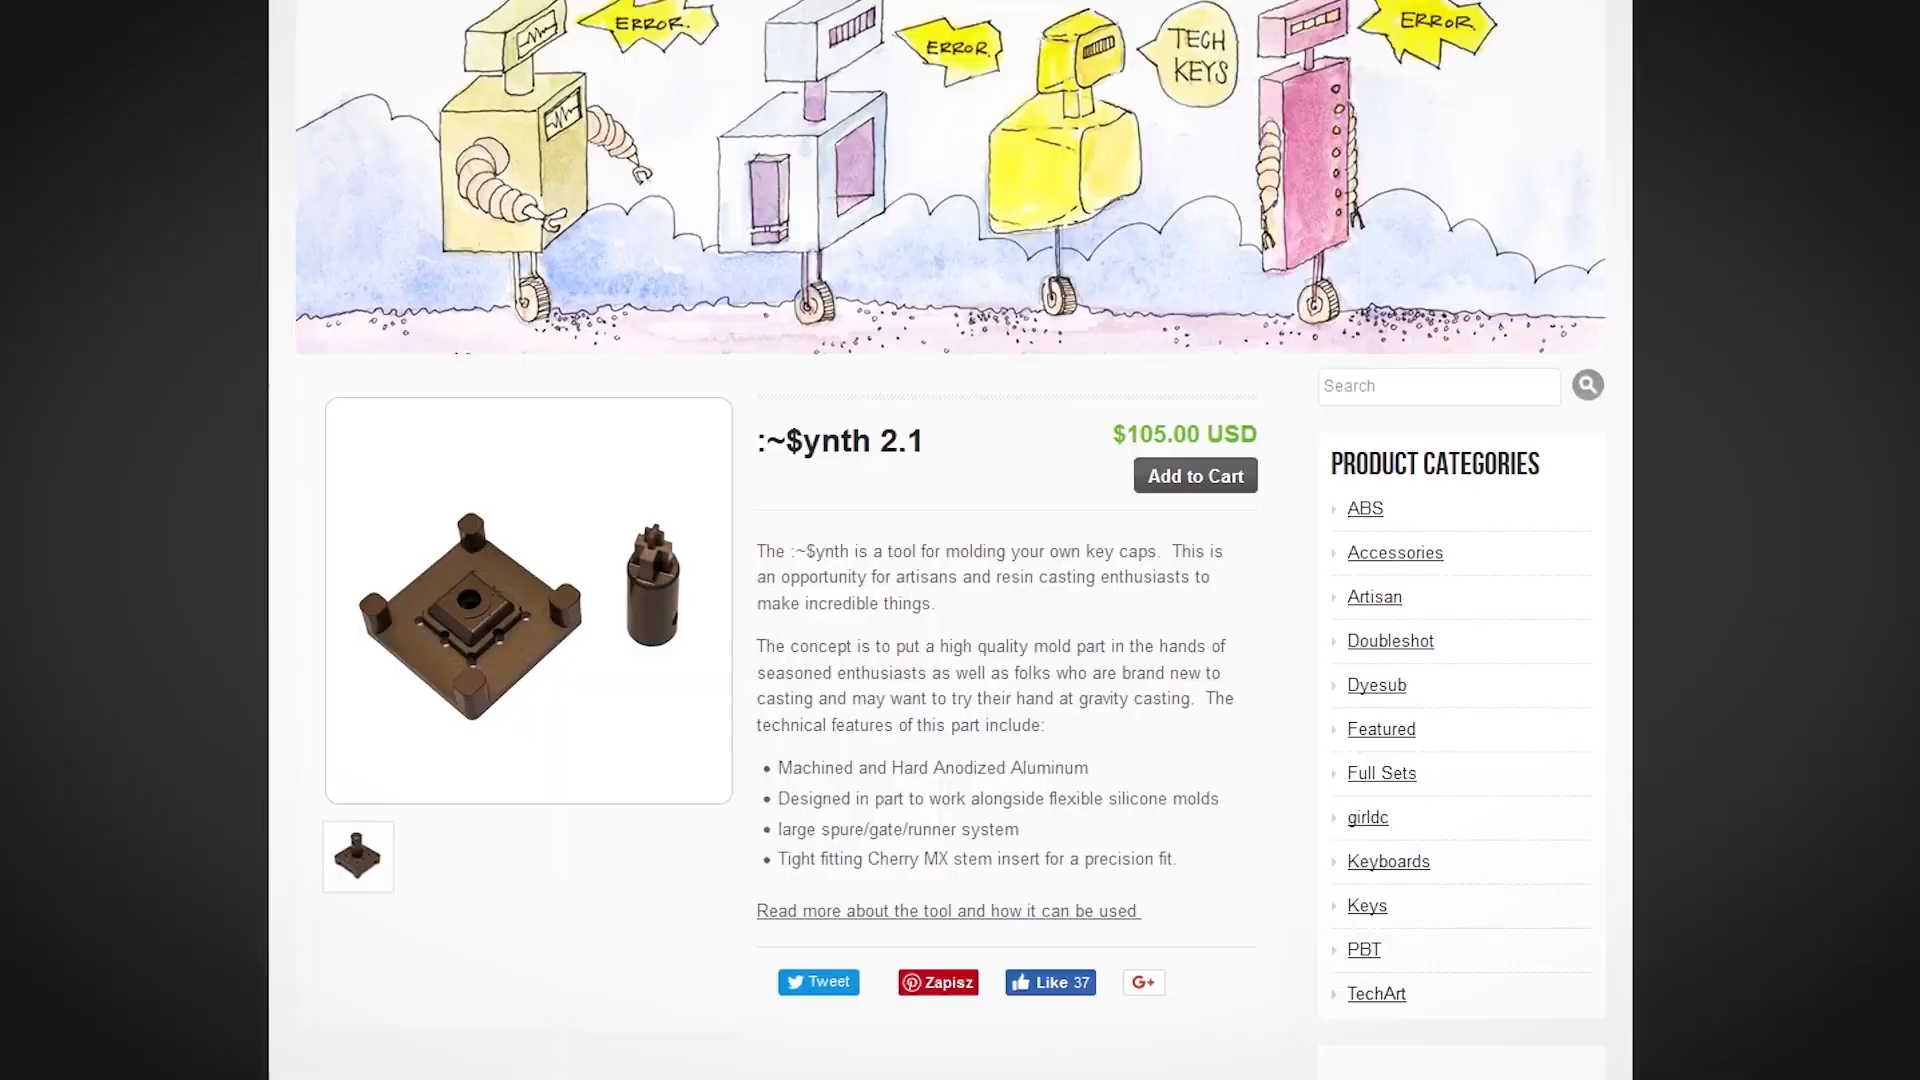 ERROR.
ERROR.
TECH
KEYS
ERROR.
Search
:~$ynth 2.1
$105.00 USD
Add to Cart
The :~$ynth is a tool for molding your own key caps.  This is
an opportunity for artisans and resin casting enthusiasts to
make incredible things.
The concept is to put a high quality mold part in the hands of
seasoned enthusiasts as well as folks who are brand new to
casting and may want to try their hand at gravity casting.  The
technical features of this part include:
Machined and Hard Anodized Aluminum
Designed in part to work alongside flexible silicone molds
large spure/gate/runner system
Tight fitting Cherry MX stem insert for a precision fit.
Read more about the tool and how it can be used
Tweet
Zapisz
Like 37
G+
PRODUCT CATEGORIES
ABS
Accessories
Artisan
Doubleshot
Dyesub
Featured
Full Sets
girldc
Keyboards
Keys
PBT
TechArt